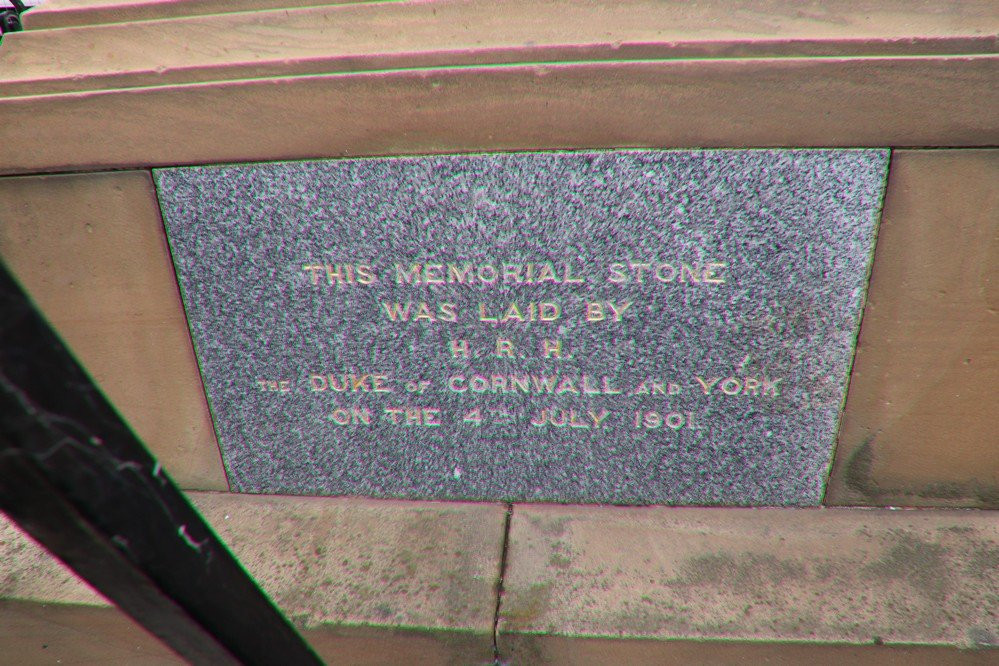 THIS MEMORIAL STONE
WAS LAID BY
H. R. H.
THE DUKE OF CORNWALL AND YORK
ON THE 4TH JULY 1901.